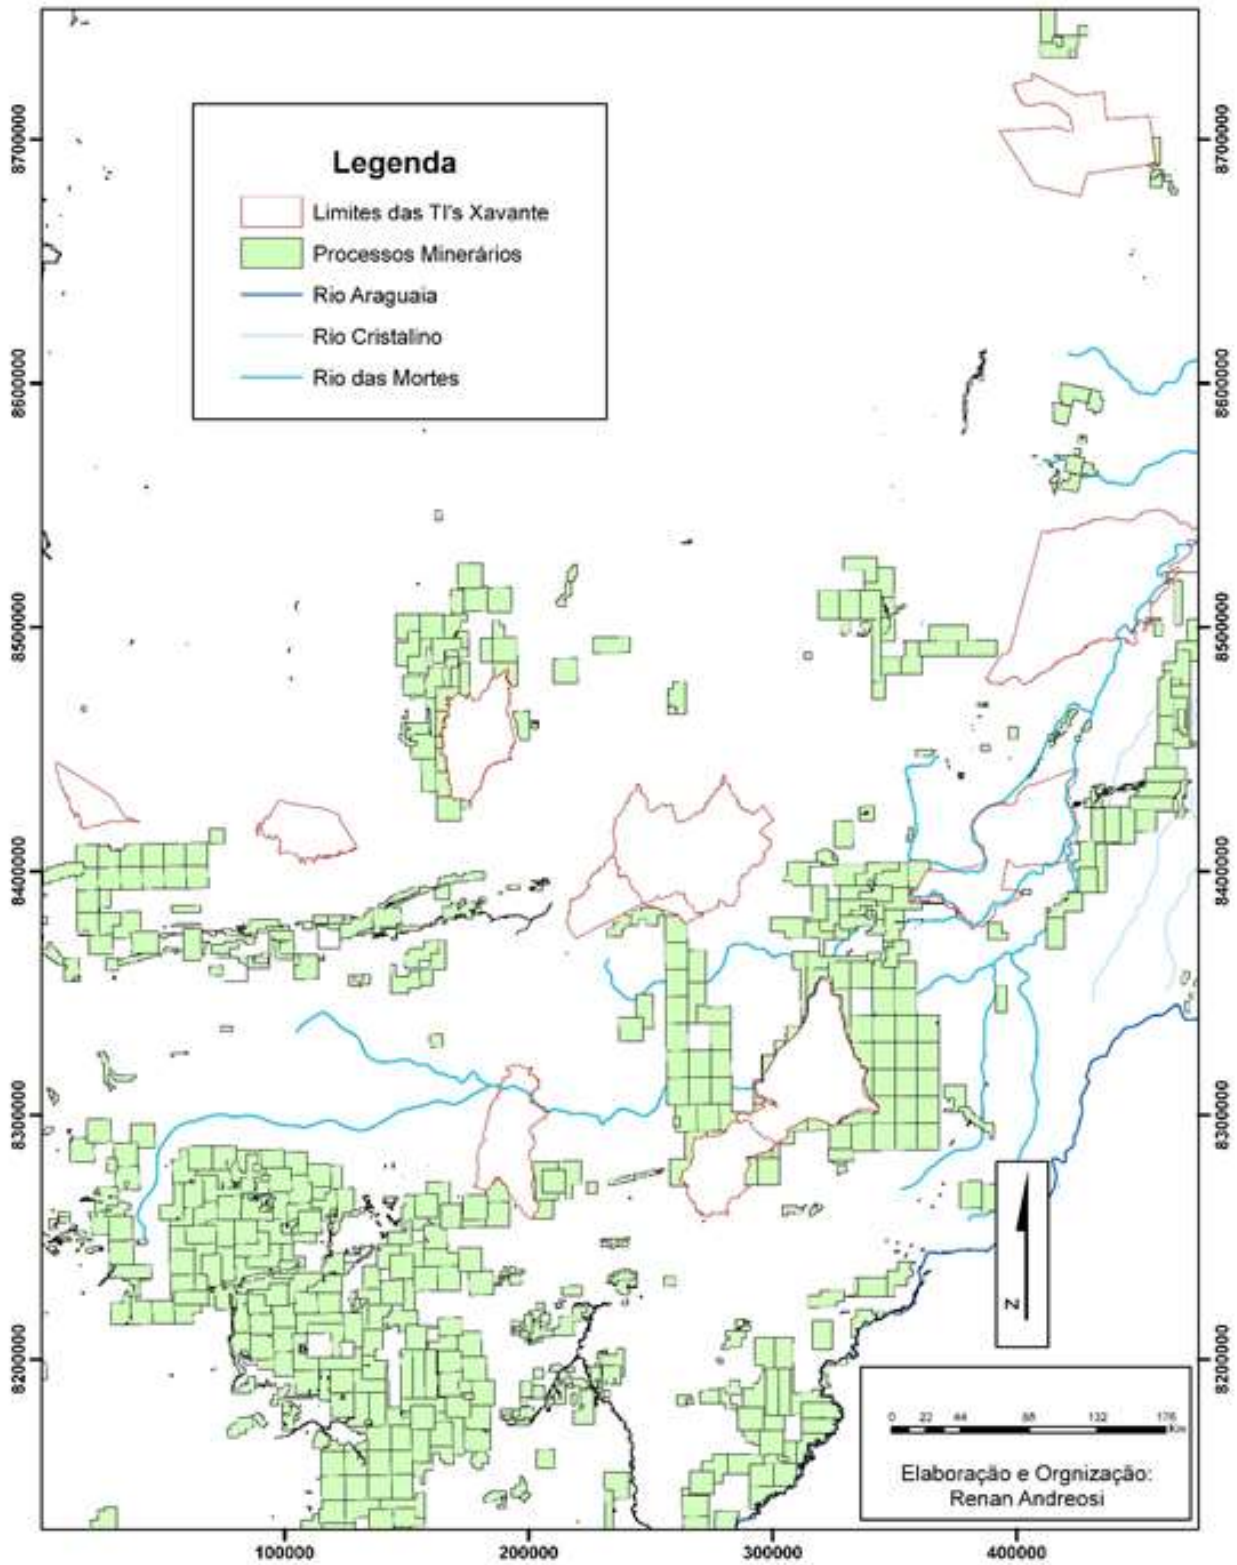 Legenda
Limites das TI's Xavante
Processos Minerários
Rio Araguaia
Rio Cristalino
Rio das Mortes
8700000
8600000
8500000
8400000
8300000
8200000
8700000
8600000
8500000
8400000
8300000
8200000
N
0 22 44 88 132 176
Km
Elaboração e Orgnização:
Renan Andreosi
100000 200000 300000 400000